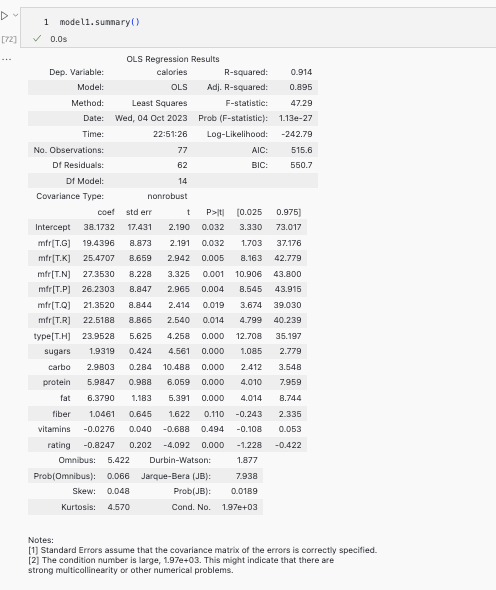 1 model1.summary()
[72] 0.0s
...
OLS Regression Results
Dep. Variable: calories R-squared: 0.914
Model: OLS Adj. R-squared: 0.895
Method: Least Squares F-statistic: 47.29
Date: Wed, 04 Oct 2023 Prob (F-statistic): 1.13e-27
Time: 22:51:26 Log-Likelihood: -242.79
No. Observations: 77 AIC: 515.6
Df Residuals: 62 BIC: 550.7
Df Model: 14
Covariance Type: nonrobust
coef std err t P>|t| [0.025 0.975]
Intercept 38.1732 17.431 2.190 0.032 3.330 73.017
mfr[T.G] 19.4396 8.873 2.191 0.032 1.703 37.176
mfr[T.K] 25.4707 8.659 2.942 0.005 8.163 42.779
mfr[T.N] 27.3530 8.228 3.325 0.001 10.906 43.800
mfr[T.P] 26.2303 8.847 2.965 0.004 8.545 43.915
mfr[T.Q] 21.3520 8.844 2.414 0.019 3.674 39.030
mfr[T.R] 22.5188 8.865 2.540 0.014 4.799 40.239
type[T.H] 23.9528 5.625 4.258 0.000 12.708 35.197
sugars 1.9319 0.424 4.561 0.000 1.085 2.779
carbo 2.9803 0.284 10.488 0.000 2.412 3.548
protein 5.9847 0.988 6.059 0.000 4.010 7.959
fat 6.3790 1.183 5.391 0.000 4.014 8.744
fiber 1.0461 0.645 1.622 0.110 -0.243 2.335
vitamins -0.0276 0.040 -0.688 0.494 -0.108 0.053
rating -0.8247 0.202 -4.092 0.000 -1.228 -0.422
Omnibus: 5.422 Durbin-Watson: 1.877
Prob(Omnibus): 0.066 Jarque-Bera (JB): 7.938
Skew: 0.048 Prob(JB): 0.0189
Kurtosis: 4.570 Cond. No. 1.97e+03
Notes:
[1] Standard Errors assume that the covariance matrix of the errors is correctly specified.
[2] The condition number is large, 1.97e+03. This might indicate that there are
strong multicollinearity or other numerical problems.